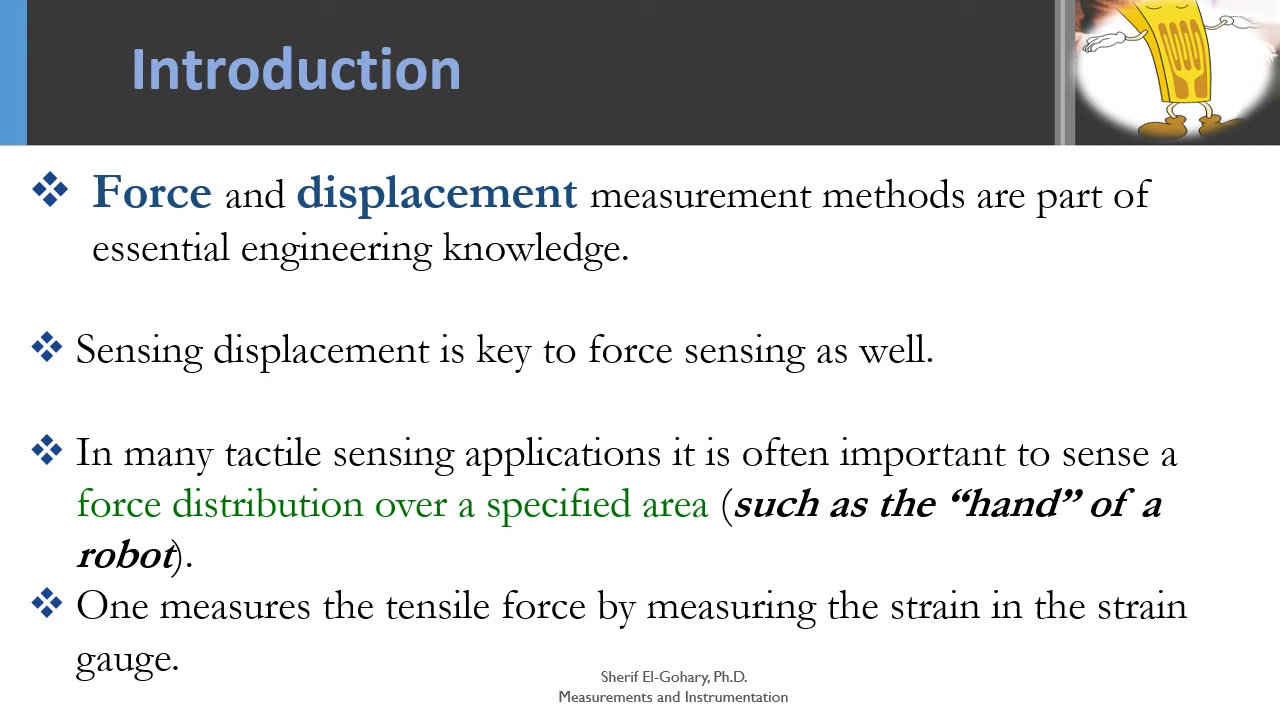 Introduction
❖ Force and displacement measurement methods are part of
essential engineering knowledge.
❖ Sensing displacement is key to force sensing as well.
❖ In many tactile sensing applications it is often important to sense a
force distribution over a specified area (such as the “hand” of a
robot).
❖ One measures the tensile force by measuring the strain in the strain
gauge.
Sherif El-Gohary, Ph.D.
Measurements and Instrumentation